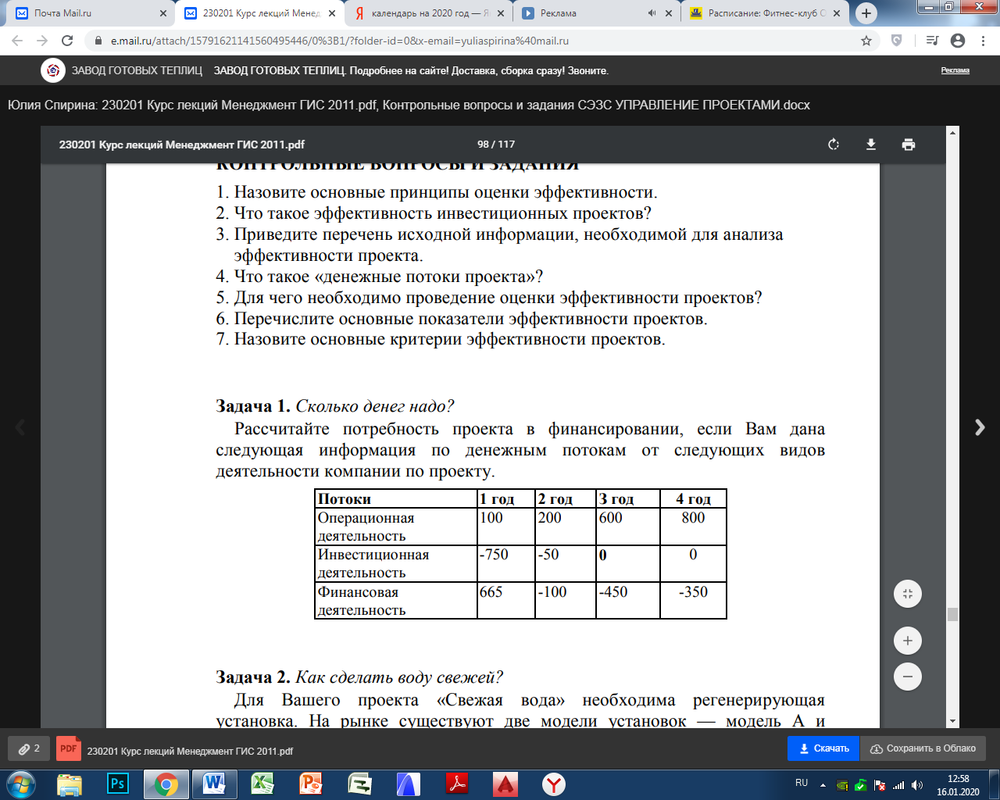 Почта Mail.ru
230201 Курс лекций Менед
календарь на 2020 год — Я
Реклама
Расписание: Фитнес-клуб О
e.mail.ru/attach/15791621141560495446/0%3B1/?folder-id=0&x-email=yuliaspirina%40mail.ru
ЗАВОД ГОТОВЫХ ТЕПЛИЦ ЗАВОД ГОТОВЫХ ТЕПЛИЦ. Подробнее на сайте! Доставка, сборка сразу! Звоните.
Реклама
Юлия Спирина: 230201 Курс лекций Менеджмент ГИС 2011.pdf, Контрольные вопросы и задания СЭЗС УПРАВЛЕНИЕ ПРОЕКТАМИ.docx
230201 Курс лекций Менеджмент ГИС 2011.pdf
98 / 117
КОНТРОЛЬНЫЕ ВОПРОСЫ И ЗАДАНИЯ
1. Назовите основные принципы оценки эффективности.
2. Что такое эффективность инвестиционных проектов?
3. Приведите перечень исходной информации, необходимой для анализа
эффективности проекта.
4. Что такое «денежные потоки проекта»?
5. Для чего необходимо проведение оценки эффективности проектов?
6. Перечислите основные показатели эффективности проектов.
7. Назовите основные критерии эффективности проектов.
Задача 1. Сколько денег надо?
Рассчитайте потребность проекта в финансировании, если Вам дана
следующая информация по денежным потокам от следующих видов
деятельности компании по проекту.
Потоки 1 год 2 год 3 год 4 год
Операционная 100 200 600 800
деятельность
Инвестиционная -750 -50 0 0
деятельность
Финансовая 665 -100 -450 -350
деятельность
Задача 2. Как сделать воду свежей?
Для Вашего проекта «Свежая вода» необходима регенерирующая
установка. На рынке существуют две модели установок — модель А и
2
PDF
230201 Курс лекций Менеджмент ГИС 2011.pdf
Скачать
Сохранить в Облако
Ps
RU
12:58
16.01.2020